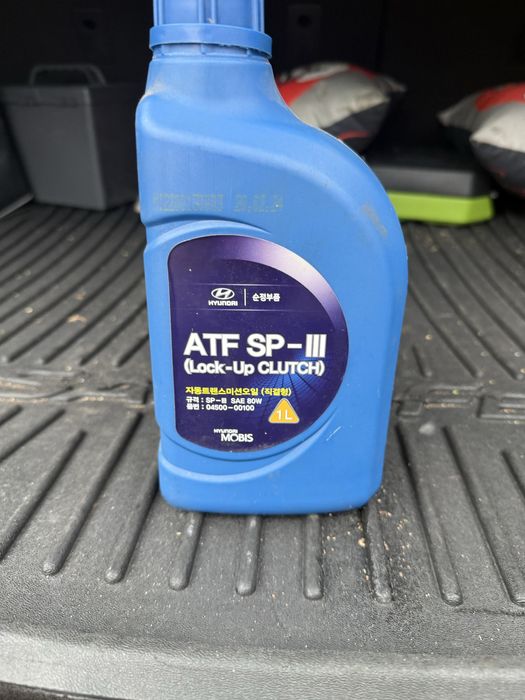 HYUNDAI 순정부품
ATF SP-III
(Lock-Up CLUTCH)
자동트랜스미션오일 (직결형)
규격 : SP-III SAE 80W
품번 : 04500-00100
1L
HYUNDAI
MOBIS